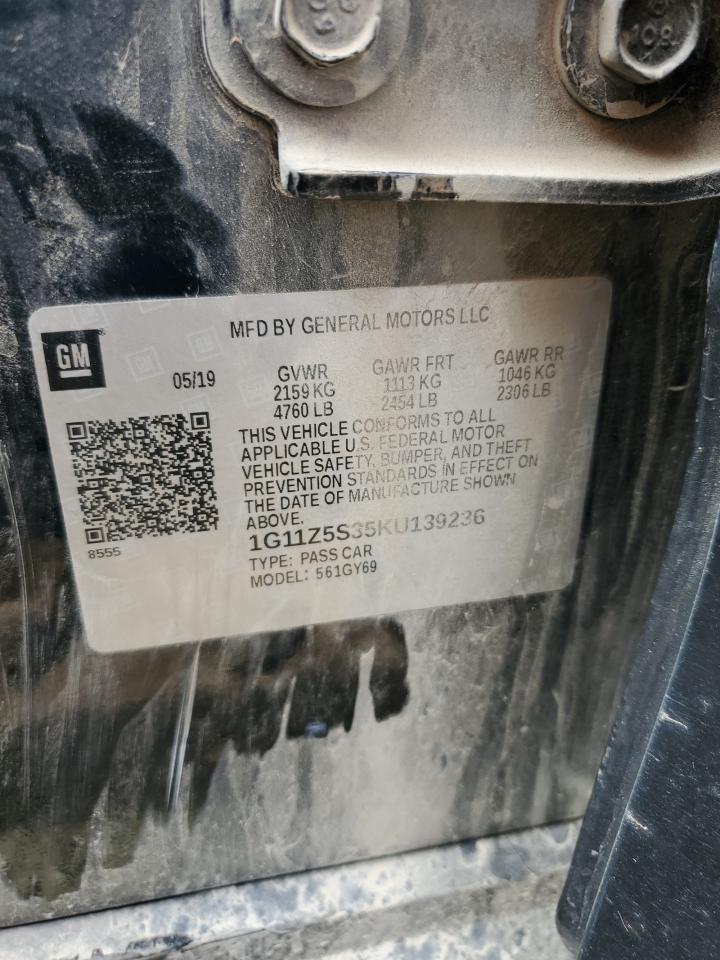 108
MFD BY GENERAL MOTORS LLC
GM
05/19
GVWR
2159 KG
4760 LB
GAWR FRT
1113 KG
2454 LB
GAWR RR
1046 KG
2306 LB
THIS VEHICLE CONFORMS TO ALL
APPLICABLE U.S. FEDERAL MOTOR
VEHICLE SAFETY, BUMPER, AND THEFT
PREVENTION STANDARDS IN EFFECT ON
THE DATE OF MANUFACTURE SHOWN
ABOVE.
8555
1G11Z5S35KU139236
TYPE: PASS CAR
MODEL: 561GY69